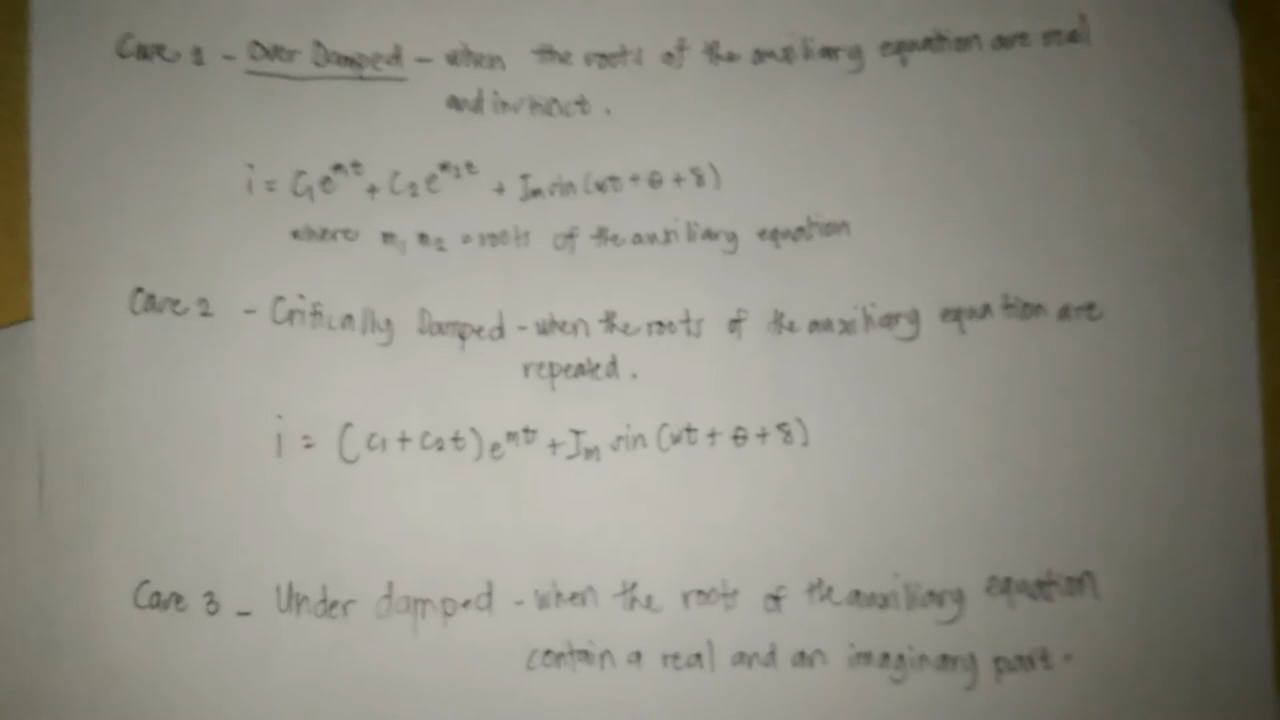 Case 1 - Over Damped - when the roots of the auxiliary equation are real
and
i = C₁e^m₁t + C₂e^m₂t + Im sin (ωt + θ + δ)
where m₁ m₂ = roots of the auxiliary equation
Case 2 - Critically Damped - when the roots of the auxiliary equation are
repeated.
i = (c₁ + c₂t)e^mt + Im sin (ωt + θ + δ)
Case 3 - Under damped - when the roots of the auxiliary equation
contain a real and an imaginary part.